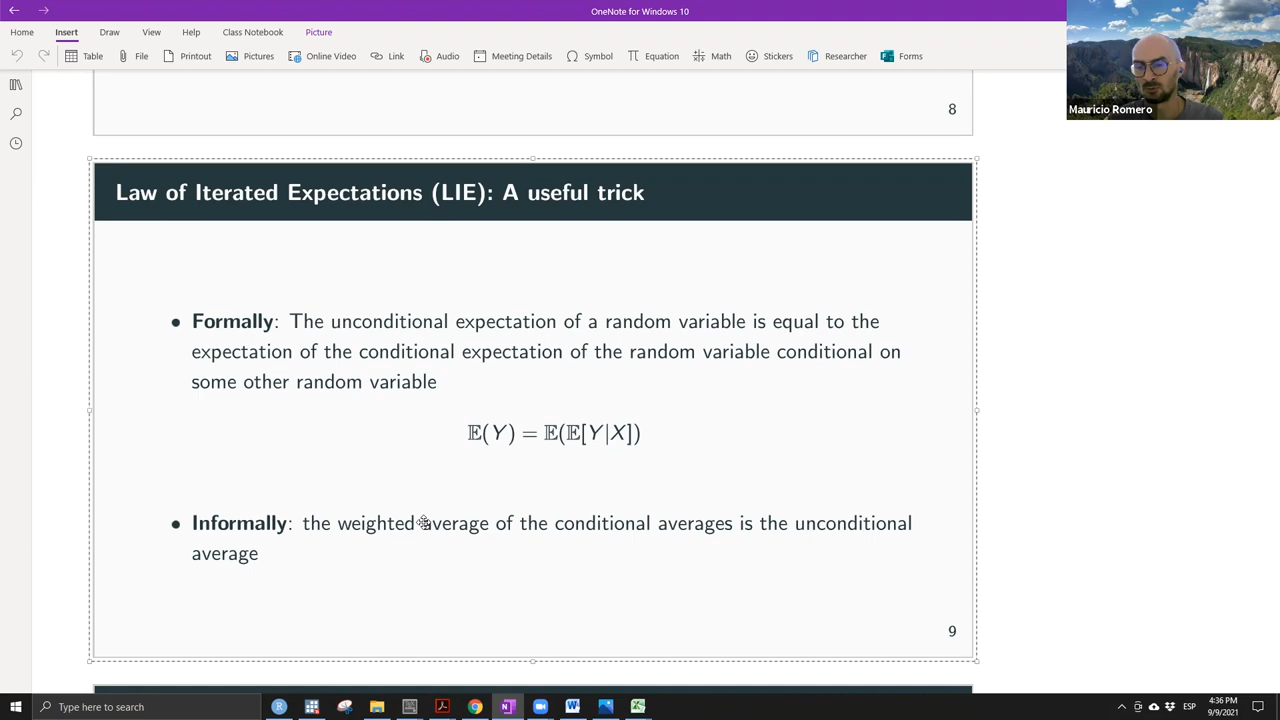 OneNote for Windows 10
Home Insert Draw View Help Class Notebook Picture
Table File Printout Pictures Online Video Link Audio Meeting Details Symbol Equation Math Stickers Researcher Forms
Mauricio Romero
8
Law of Iterated Expectations (LIE): A useful trick
• Formally: The unconditional expectation of a random variable is equal to the
expectation of the conditional expectation of the random variable conditional on
some other random variable
𝔼(Y) = 𝔼(𝔼[Y|X])
• Informally: the weighted average of the conditional averages is the unconditional
average
9
Type here to search
ESP
4:36 PM
9/9/2021